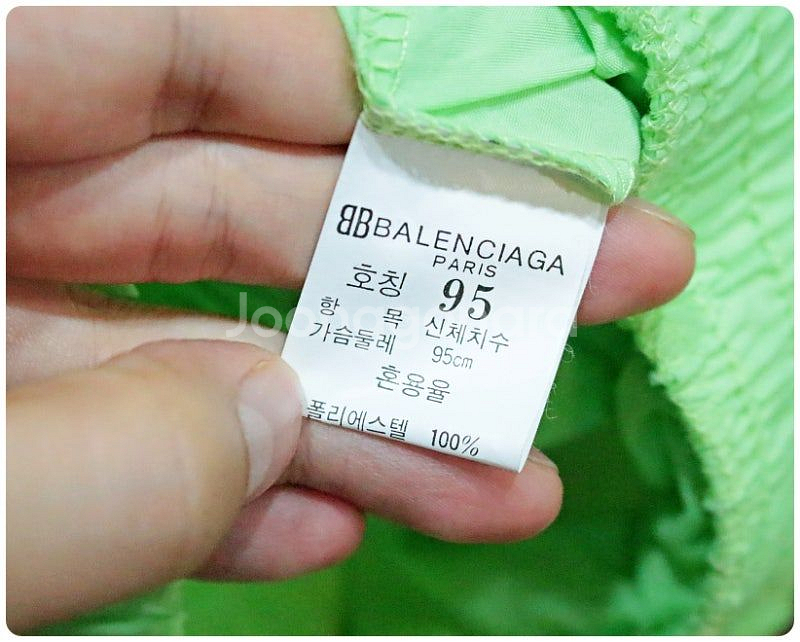 BB BALENCIAGA
PARIS
호칭 95
항 목 신체치수
가슴둘레 95cm
혼용율
폴리에스텔 100%